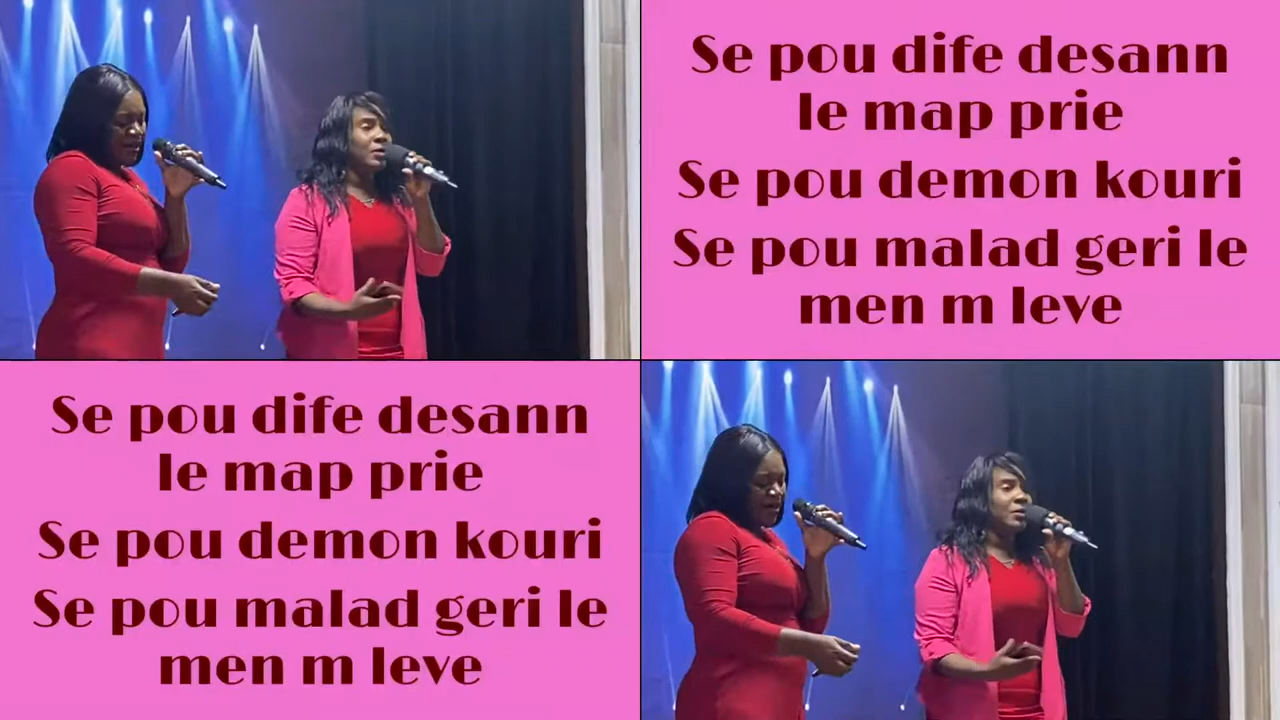 Se pou dife desann
le map prie
Se pou demon kouri
Se pou malad geri le
men m leve
Se pou dife desann
le map prie
Se pou demon kouri
Se pou malad geri le
men m leve